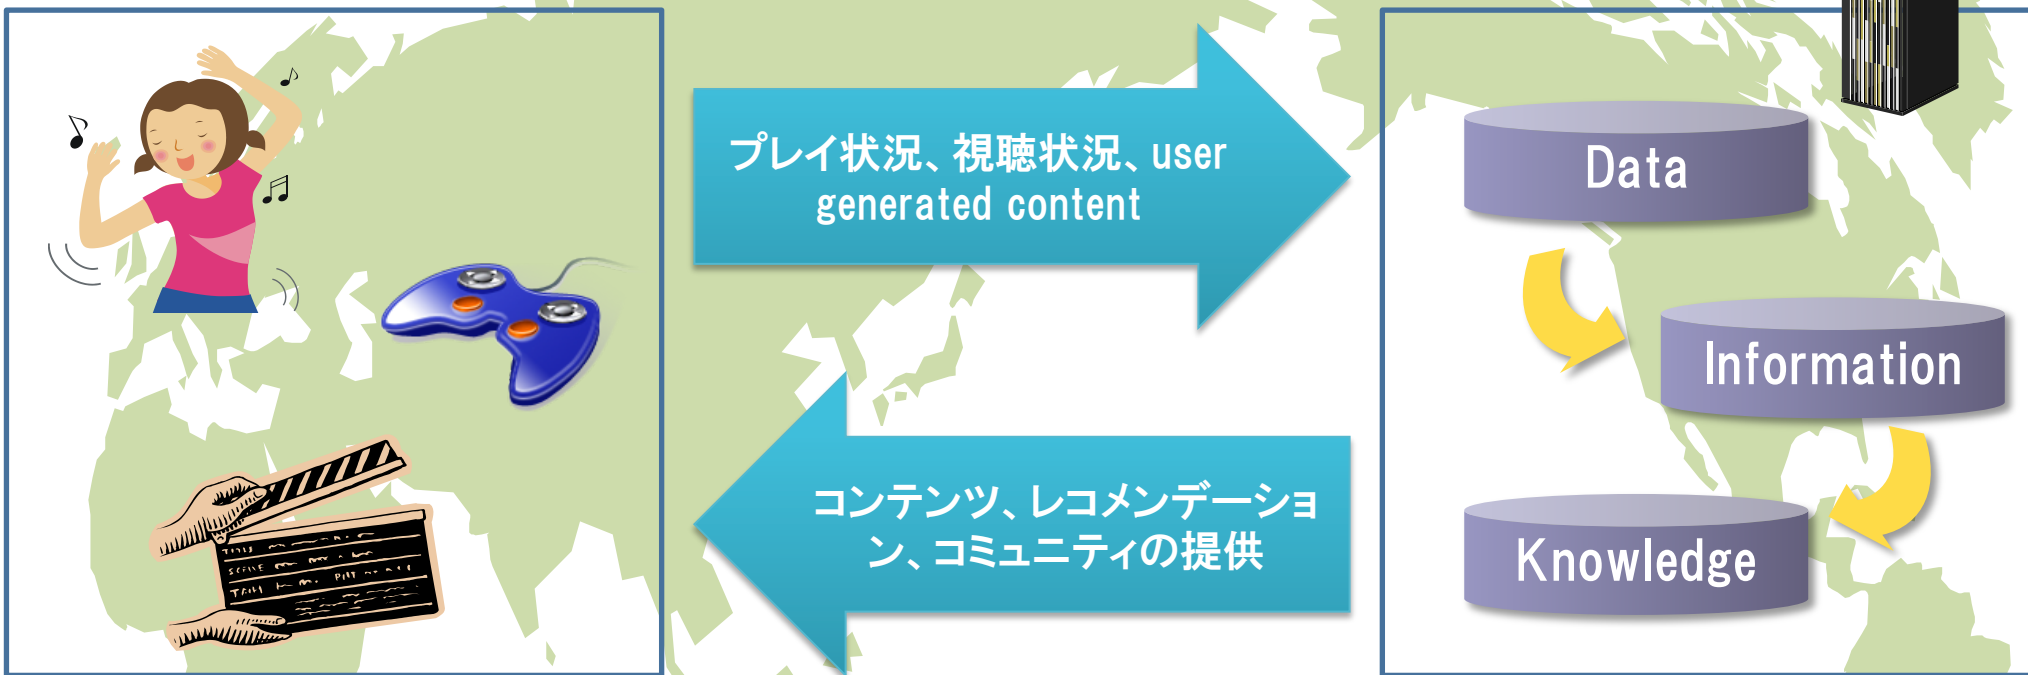 プレイ状況、視聴状況、user
generated content
Data
Information
コンテンツ、レコメンデーショ
ン、コミュニティの提供
Knowledge